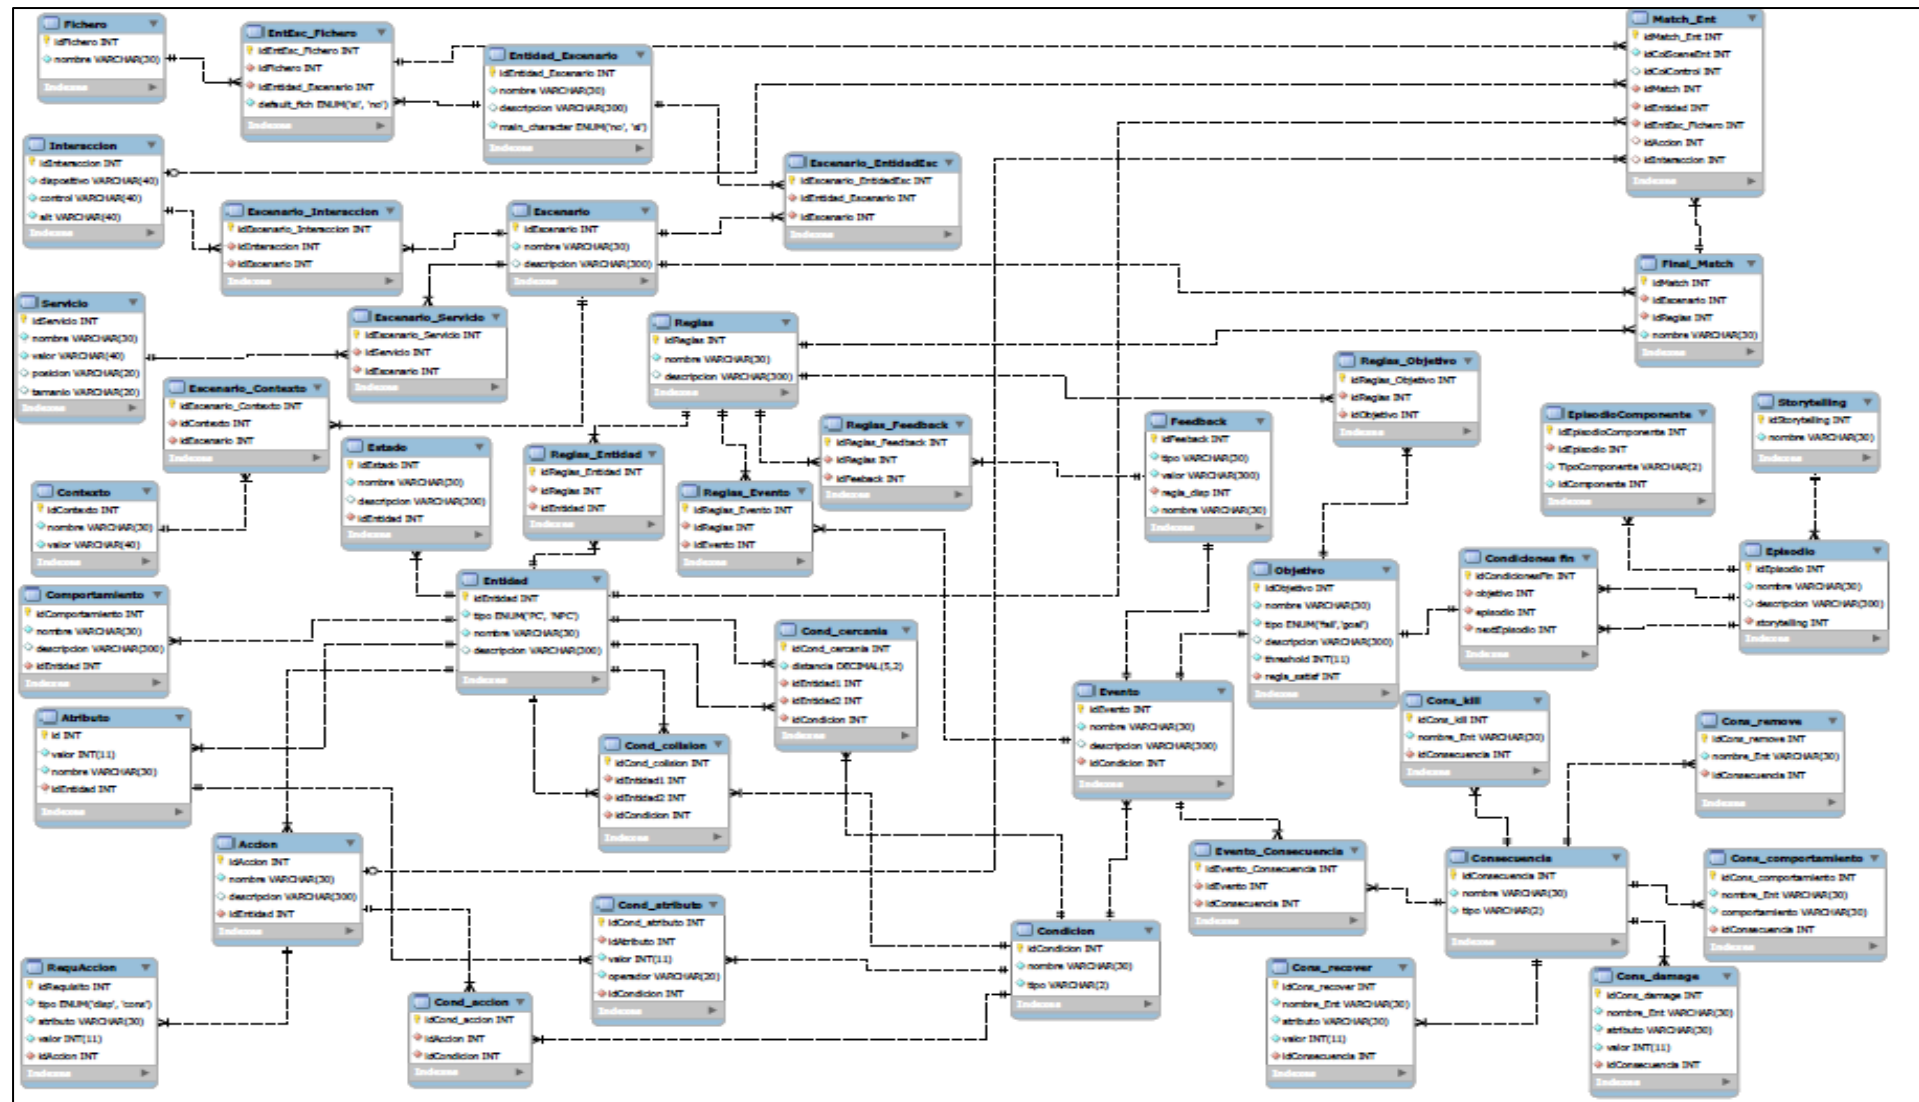 Fichero
idFichero INT
nombre VARCHAR(30)
Indexes
EntEsc_Fichero
idEntEsc_Fichero INT
idFichero INT
idEntidad_Escenario INT
default_fich ENUM('si', 'no')
Indexes
Entidad_Escenario
idEntidad_Escenario INT
nombre VARCHAR(30)
descripcion VARCHAR(300)
main_character ENUM('no', 'si')
Indexes
Match_Ent
idMatch_Ent INT
idColSceneEnt INT
idColControl INT
idMatch INT
idEntidad INT
idEntEsc_Fichero INT
idAccion INT
idInteraccion INT
Indexes
Interaccion
idInteraccion INT
dispositivo VARCHAR(40)
control VARCHAR(40)
alt VARCHAR(40)
Indexes
Escenario_EntidadEsc
idEscenario_EntidadEsc INT
idEntidad_Escenario INT
idEscenario INT
Indexes
Escenario_Interaccion
idEscenario_Interaccion INT
idInteraccion INT
idEscenario INT
Indexes
Escenario
idEscenario INT
nombre VARCHAR(30)
descripcion VARCHAR(300)
Indexes
Final_Match
idMatch INT
idEscenario INT
idReglas INT
nombre VARCHAR(30)
Indexes
Servicio
idServicio INT
nombre VARCHAR(30)
valor VARCHAR(40)
posicion VARCHAR(20)
tamanio VARCHAR(20)
Indexes
Escenario_Servicio
idEscenario_Servicio INT
idServicio INT
idEscenario INT
Indexes
Reglas
idReglas INT
nombre VARCHAR(30)
descripcion VARCHAR(300)
Indexes
Reglas_Objetivo
idReglas_Objetivo INT
idReglas INT
idObjetivo INT
Indexes
Escenario_Contexto
idEscenario_Contexto INT
idContexto INT
idEscenario INT
Indexes
Storytelling
idStorytelling INT
nombre VARCHAR(30)
Indexes
EpisodioComponente
idEpisodioComponente INT
idEpisodio INT
TipoComponente VARCHAR(2)
idComponente INT
Indexes
Feedback
idFeeback INT
tipo VARCHAR(30)
valor VARCHAR(300)
regla_disp INT
nombre VARCHAR(30)
Indexes
Reglas_Feedback
idReglas_Feedback INT
idReglas INT
idFeeback INT
Indexes
Estado
idEstado INT
nombre VARCHAR(30)
descripcion VARCHAR(300)
idEntidad INT
Indexes
Reglas_Entidad
idReglas_Entidad INT
idReglas INT
idEntidad INT
Indexes
Reglas_Evento
idReglas_Evento INT
idReglas INT
idEvento INT
Indexes
Contexto
idContexto INT
nombre VARCHAR(30)
valor VARCHAR(40)
Indexes
Episodio
idEpisodio INT
nombre VARCHAR(30)
descripcion VARCHAR(300)
storytelling INT
Indexes
Condiciones fin
idCondicionesFin INT
objetivo INT
episodio INT
nextEpisodio INT
Indexes
Objetivo
idObjetivo INT
nombre VARCHAR(30)
tipo ENUM('fail','goal')
descripcion VARCHAR(300)
threshold INT(11)
regla_satisf INT
Indexes
Entidad
idEntidad INT
tipo ENUM('PC', 'NPC')
nombre VARCHAR(30)
descripcion VARCHAR(300)
Indexes
Comportamiento
idComportamiento INT
nombre VARCHAR(30)
descripcion VARCHAR(300)
idEntidad INT
Indexes
Cond_cercania
idCond_cercania INT
distancia DECIMAL(5,2)
idEntidad1 INT
idEntidad2 INT
idCondicion INT
Indexes
Evento
idEvento INT
nombre VARCHAR(30)
descripcion VARCHAR(300)
idCondicion INT
Indexes
Cons_kill
idCons_kill INT
nombre_Ent VARCHAR(30)
idConsecuencia INT
Indexes
Cons_remove
idCons_remove INT
nombre_Ent VARCHAR(30)
idConsecuencia INT
Indexes
Atributo
id INT
valor INT(11)
nombre VARCHAR(30)
idEntidad INT
Indexes
Cond_colision
idCond_colision INT
idEntidad1 INT
idEntidad2 INT
idCondicion INT
Indexes
Accion
idAccion INT
nombre VARCHAR(30)
descripcion VARCHAR(300)
idEntidad INT
Indexes
Evento_Consecuencia
idEvento_Consecuencia INT
idEvento INT
idConsecuencia INT
Indexes
Consecuencia
idConsecuencia INT
nombre VARCHAR(30)
tipo VARCHAR(2)
Indexes
Cons_comportamiento
idCons_comportamiento INT
nombre_Ent VARCHAR(30)
comportamiento VARCHAR(30)
idConsecuencia INT
Indexes
Cond_atributo
idCond_atributo INT
idAtributo INT
valor INT(11)
operador VARCHAR(20)
idCondicion INT
Indexes
Condicion
idCondicion INT
nombre VARCHAR(30)
tipo VARCHAR(2)
Indexes
RequAccion
idRequisito INT
tipo ENUM('disp', 'cons')
atributo VARCHAR(30)
valor INT(11)
idAccion INT
Indexes
Cond_accion
idCond_accion INT
idAccion INT
idCondicion INT
Indexes
Cons_recover
idCons_recover INT
nombre_Ent VARCHAR(30)
atributo VARCHAR(30)
valor INT(11)
idConsecuencia INT
Indexes
Cons_damage
idCons_damage INT
nombre_Ent VARCHAR(30)
atributo VARCHAR(30)
valor INT(11)
idConsecuencia INT
Indexes